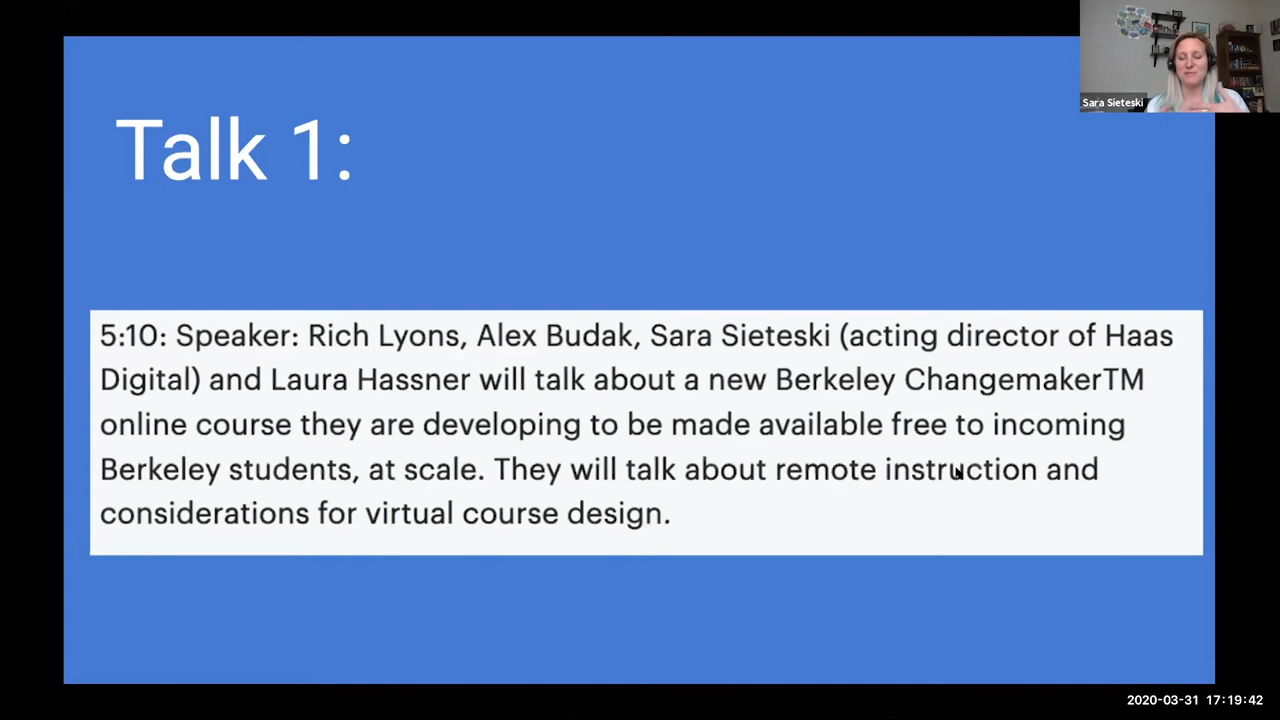 Sara Sieteski
Talk 1:
5:10: Speaker: Rich Lyons, Alex Budak, Sara Sieteski (acting director of Haas
Digital) and Laura Hassner will talk about a new Berkeley ChangemakerTM
online course they are developing to be made available free to incoming
Berkeley students, at scale. They will talk about remote instruction and
considerations for virtual course design.
2020-03-31 17:19:42